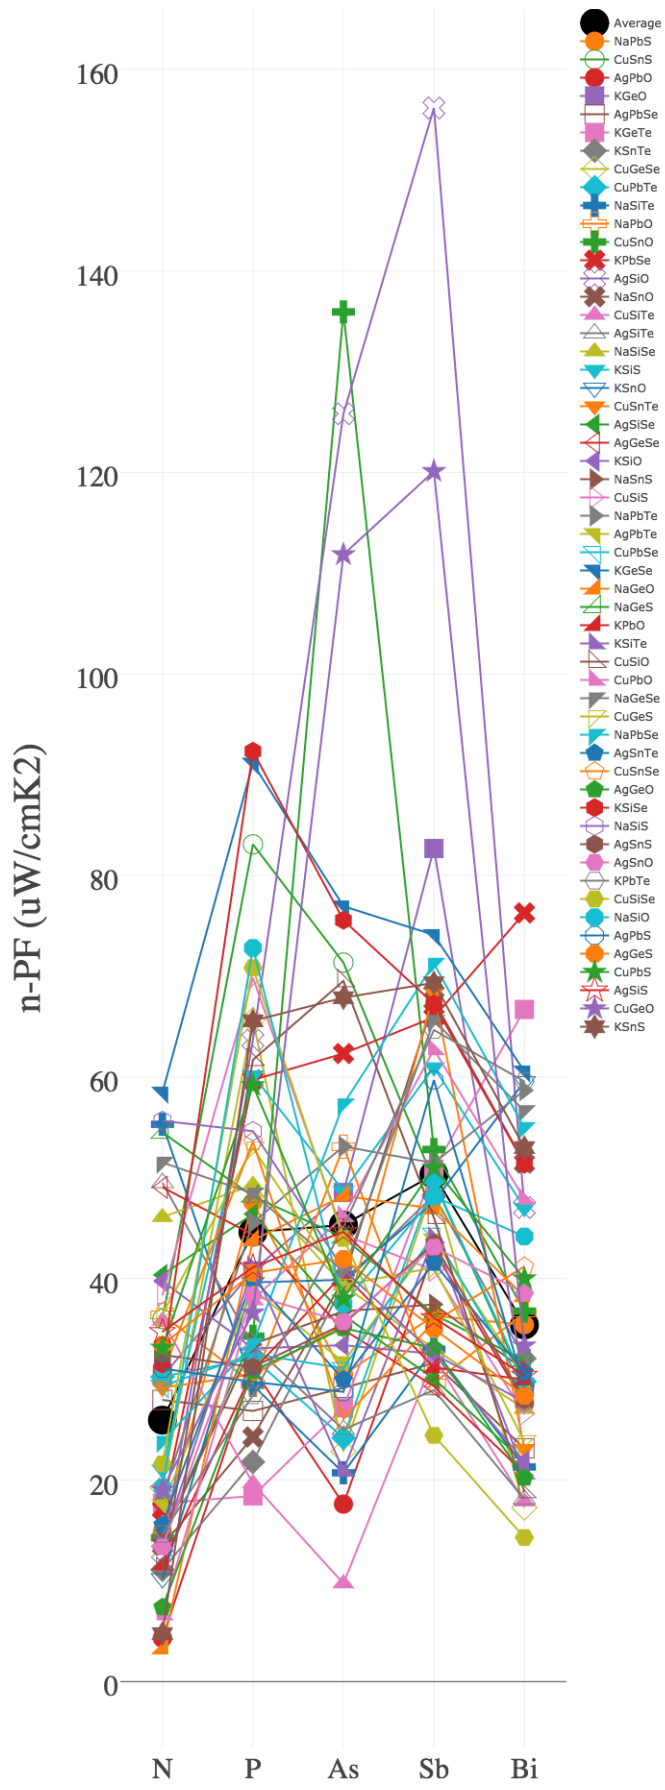 Average
NaPbS
CuSnS
AgPbO
KGeO
AgPbSe
KGeTe
KSnTe
CuGeSe
CuPbTe
NaSiTe
NaPbO
CuSnO
KPbSe
AgSiO
NaSnO
CuSiTe
AgSiTe
NaSiSe
KSiS
KSnO
CuSnTe
AgSiSe
AgGeSe
KSiO
NaSnS
CuSiS
NaPbTe
AgPbTe
CuPbSe
KGeSe
NaGeO
NaGeS
KPbO
KSiTe
CuSiO
CuPbO
NaGeSe
CuGeS
NaPbSe
AgSnTe
CuSnSe
AgGeO
KSiSe
NaSiS
AgSnS
AgSnO
KPbTe
CuSiSe
NaSiO
AgPbS
AgGeS
CuPbS
AgSiS
CuGeO
KSnS
160
140
120
100
80
60
40
20
0
n-PF (uW/cmK2)
N P As Sb Bi